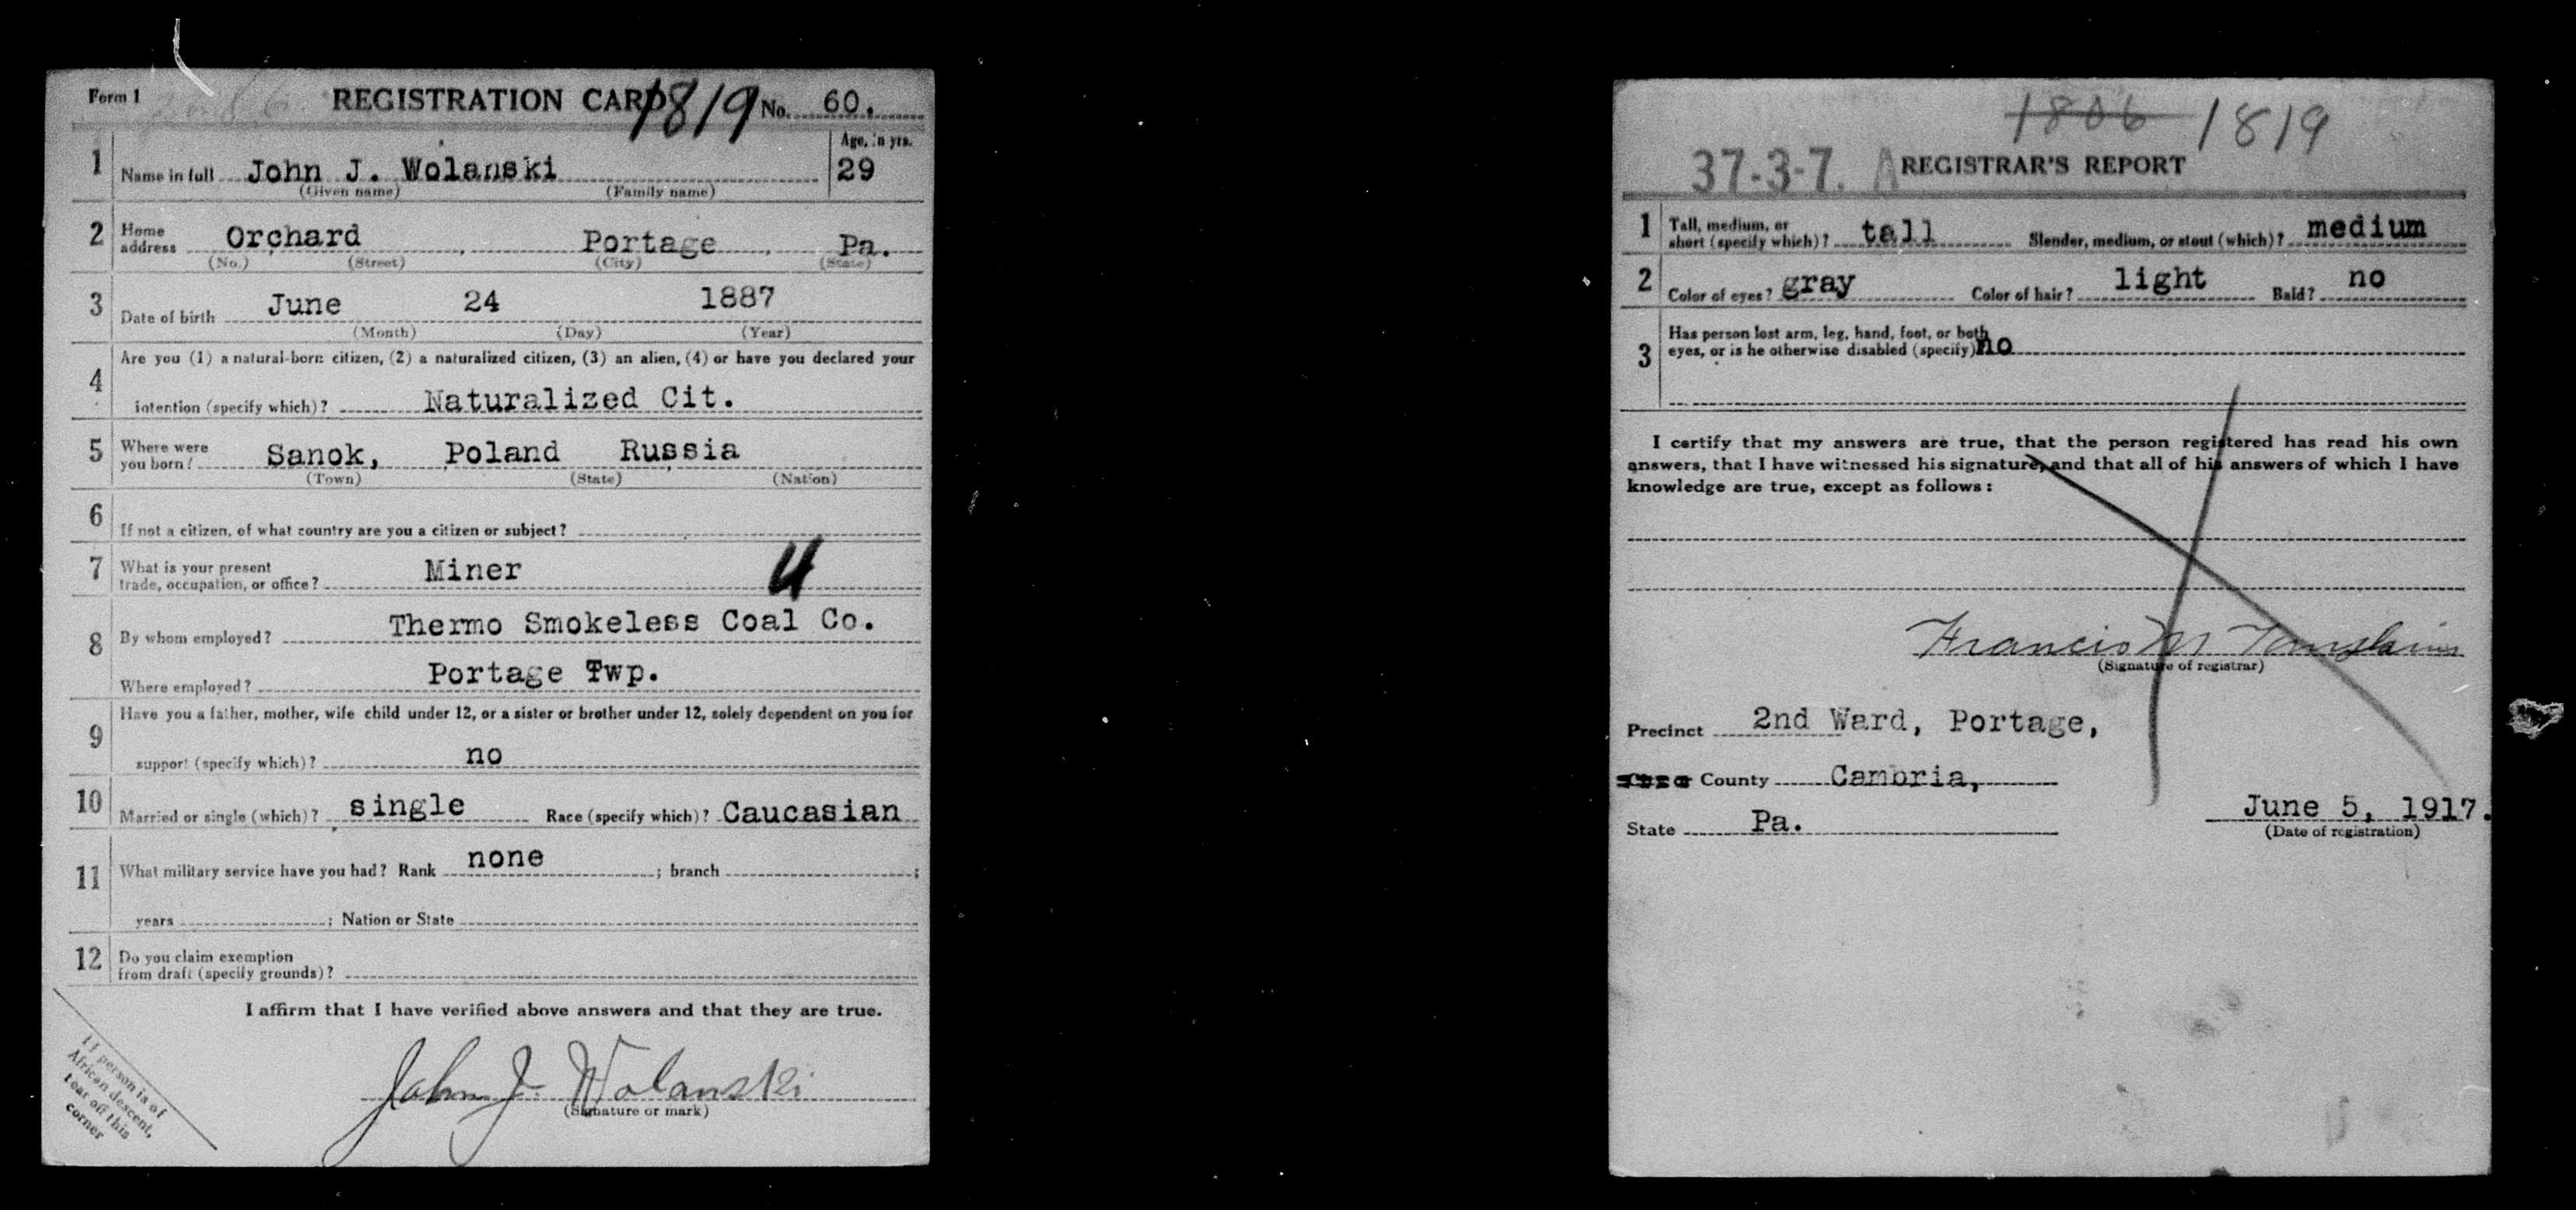 Form 1 REGISTRATION CARD 1819 No. 60.
1 Name in full John J. Wolanski Age, in yrs. 29
(Given name) (Family name)
2 Home address Orchard, Portage, Pa.
(No.) (Street) (City) (State)
3 Date of birth June 24 1887
(Month) (Day) (Year)
4 Are you (1) a natural-born citizen, (2) a naturalized citizen, (3) an alien, (4) or have you declared your
intention (specify which)? Naturalized Cit.
5 Where were you born? Sanok, Poland Russia
(Town) (State) (Nation)
6 If not a citizen, of what country are you a citizen or subject?
7 What is your present
trade, occupation, or office? Miner
8 By whom employed? Thermo Smokeless Coal Co.
Where employed? Portage Twp.
9 Have you a father, mother, wife child under 12, or a sister or brother under 12, solely dependent on you for
support (specify which)? no
10 Married or single (which)? single Race (specify which)? Caucasian
11 What military service have you had? Rank none ; branch ;
years ; Nation or State
12 Do you claim exemption
from draft (specify grounds)?
I affirm that I have verified above answers and that they are true.
John J. Wolanski
(Signature or mark)
If person is of
African descent,
tear off this
corner
1806 1819
37-3-7. A REGISTRAR'S REPORT
1 Tall, medium, or
short (specify which)? tall Slender, medium, or stout (which)? medium
2 Color of eyes? gray Color of hair? light Bald? no
3 Has person lost arm, leg, hand, foot, or both
eyes, or is he otherwise disabled (specify) no
I certify that my answers are true, that the person registered has read his own
answers, that I have witnessed his signature, and that all of his answers of which I have
knowledge are true, except as follows:
Francis M
(Signature of registrar)
Precinct 2nd Ward, Portage,
County Cambria,
State Pa. June 5, 1917.
(Date of registration)